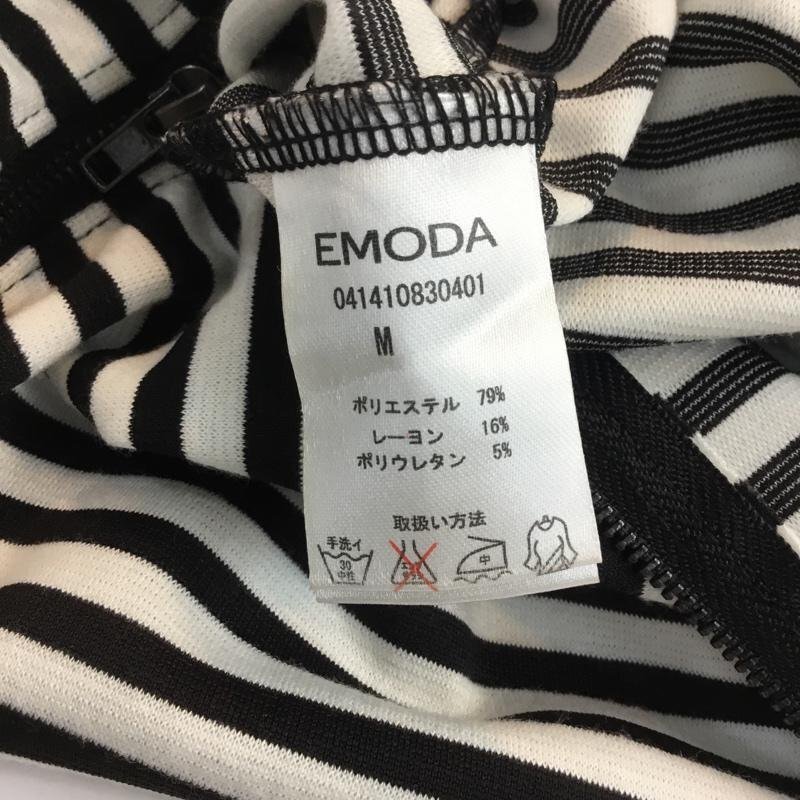 EMODA
041410830401
M
ポリエステル 79%
レーヨン 16%
ポリウレタン 5%
取扱い方法
手洗イ
30
中性
中